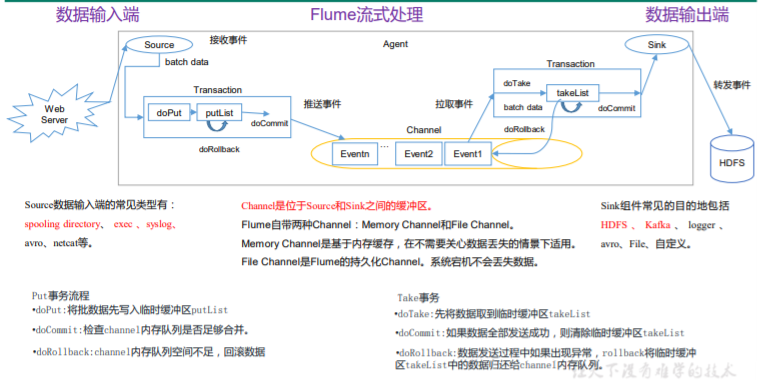 数据输入端
Flume流式处理
数据输出端
Source
接收事件
Agent
Sink
batch data
Transaction
Transaction
doTake
takeList
转发事件
Web
Server
doPut
putList
推送事件
拉取事件
batch data
doCommit
doCommit
doRollback
Channel
doRollback
Eventn
...
Event2
Event1
HDFS
Source数据输入端的常见类型有：
spooling directory、 exec 、syslog、
avro、netcat等。
Channel是位于Source和Sink之间的缓冲区。
Flume自带两种Channel：Memory Channel和File Channel。
Memory Channel是基于内存缓存，在不需要关心数据丢失的情景下适用。
File Channel是Flume的持久化Channel。系统宕机不会丢失数据。
Sink组件常见的目的地包括
HDFS 、 Kafka 、 logger 、
avro、File、自定义。
Put事务流程
•doPut:将批数据先写入临时缓冲区putList
•doCommit:检查channel内存队列是否足够合并。
•doRollback:channel内存队列空间不足，回滚数据
Take事务
•doTake:先将数据取到临时缓冲区takeList
•doCommit:如果数据全部发送成功，则清除临时缓冲区takeList
•doRollback:数据发送过程中如果出现异常，rollback将临时缓冲
区takeList中的数据归还给channel内存队列。
让天下没有难学的技术